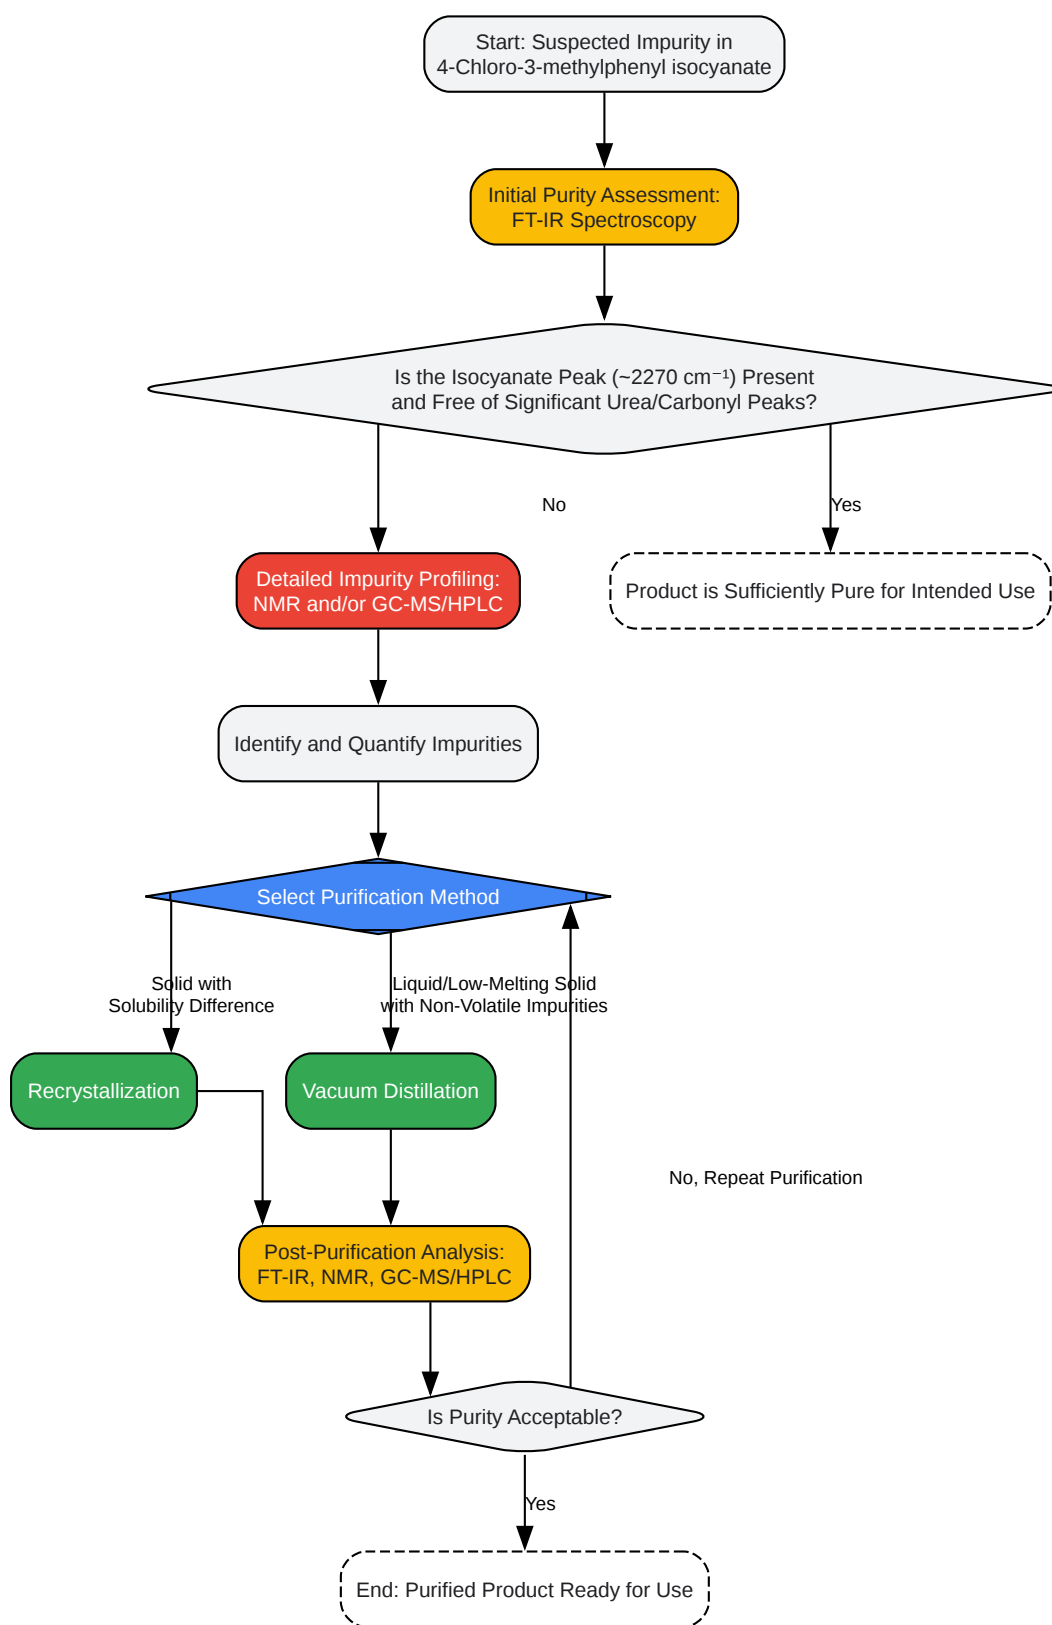 Start: Suspected Impurity in
4-Chloro-3-methylphenyl isocyanate
Initial Purity Assessment:
FT-IR Spectroscopy
Is the Isocyanate Peak (~2270 cm⁻¹) Present
and Free of Significant Urea/Carbonyl Peaks?
No
Yes
Detailed Impurity Profiling:
NMR and/or GC-MS/HPLC
Product is Sufficiently Pure for Intended Use
Identify and Quantify Impurities
Select Purification Method
Solid with
Solubility Difference
Liquid/Low-Melting Solid
with Non-Volatile Impurities
Recrystallization
Vacuum Distillation
No, Repeat Purification
Post-Purification Analysis:
FT-IR, NMR, GC-MS/HPLC
Is Purity Acceptable?
Yes
End: Purified Product Ready for Use